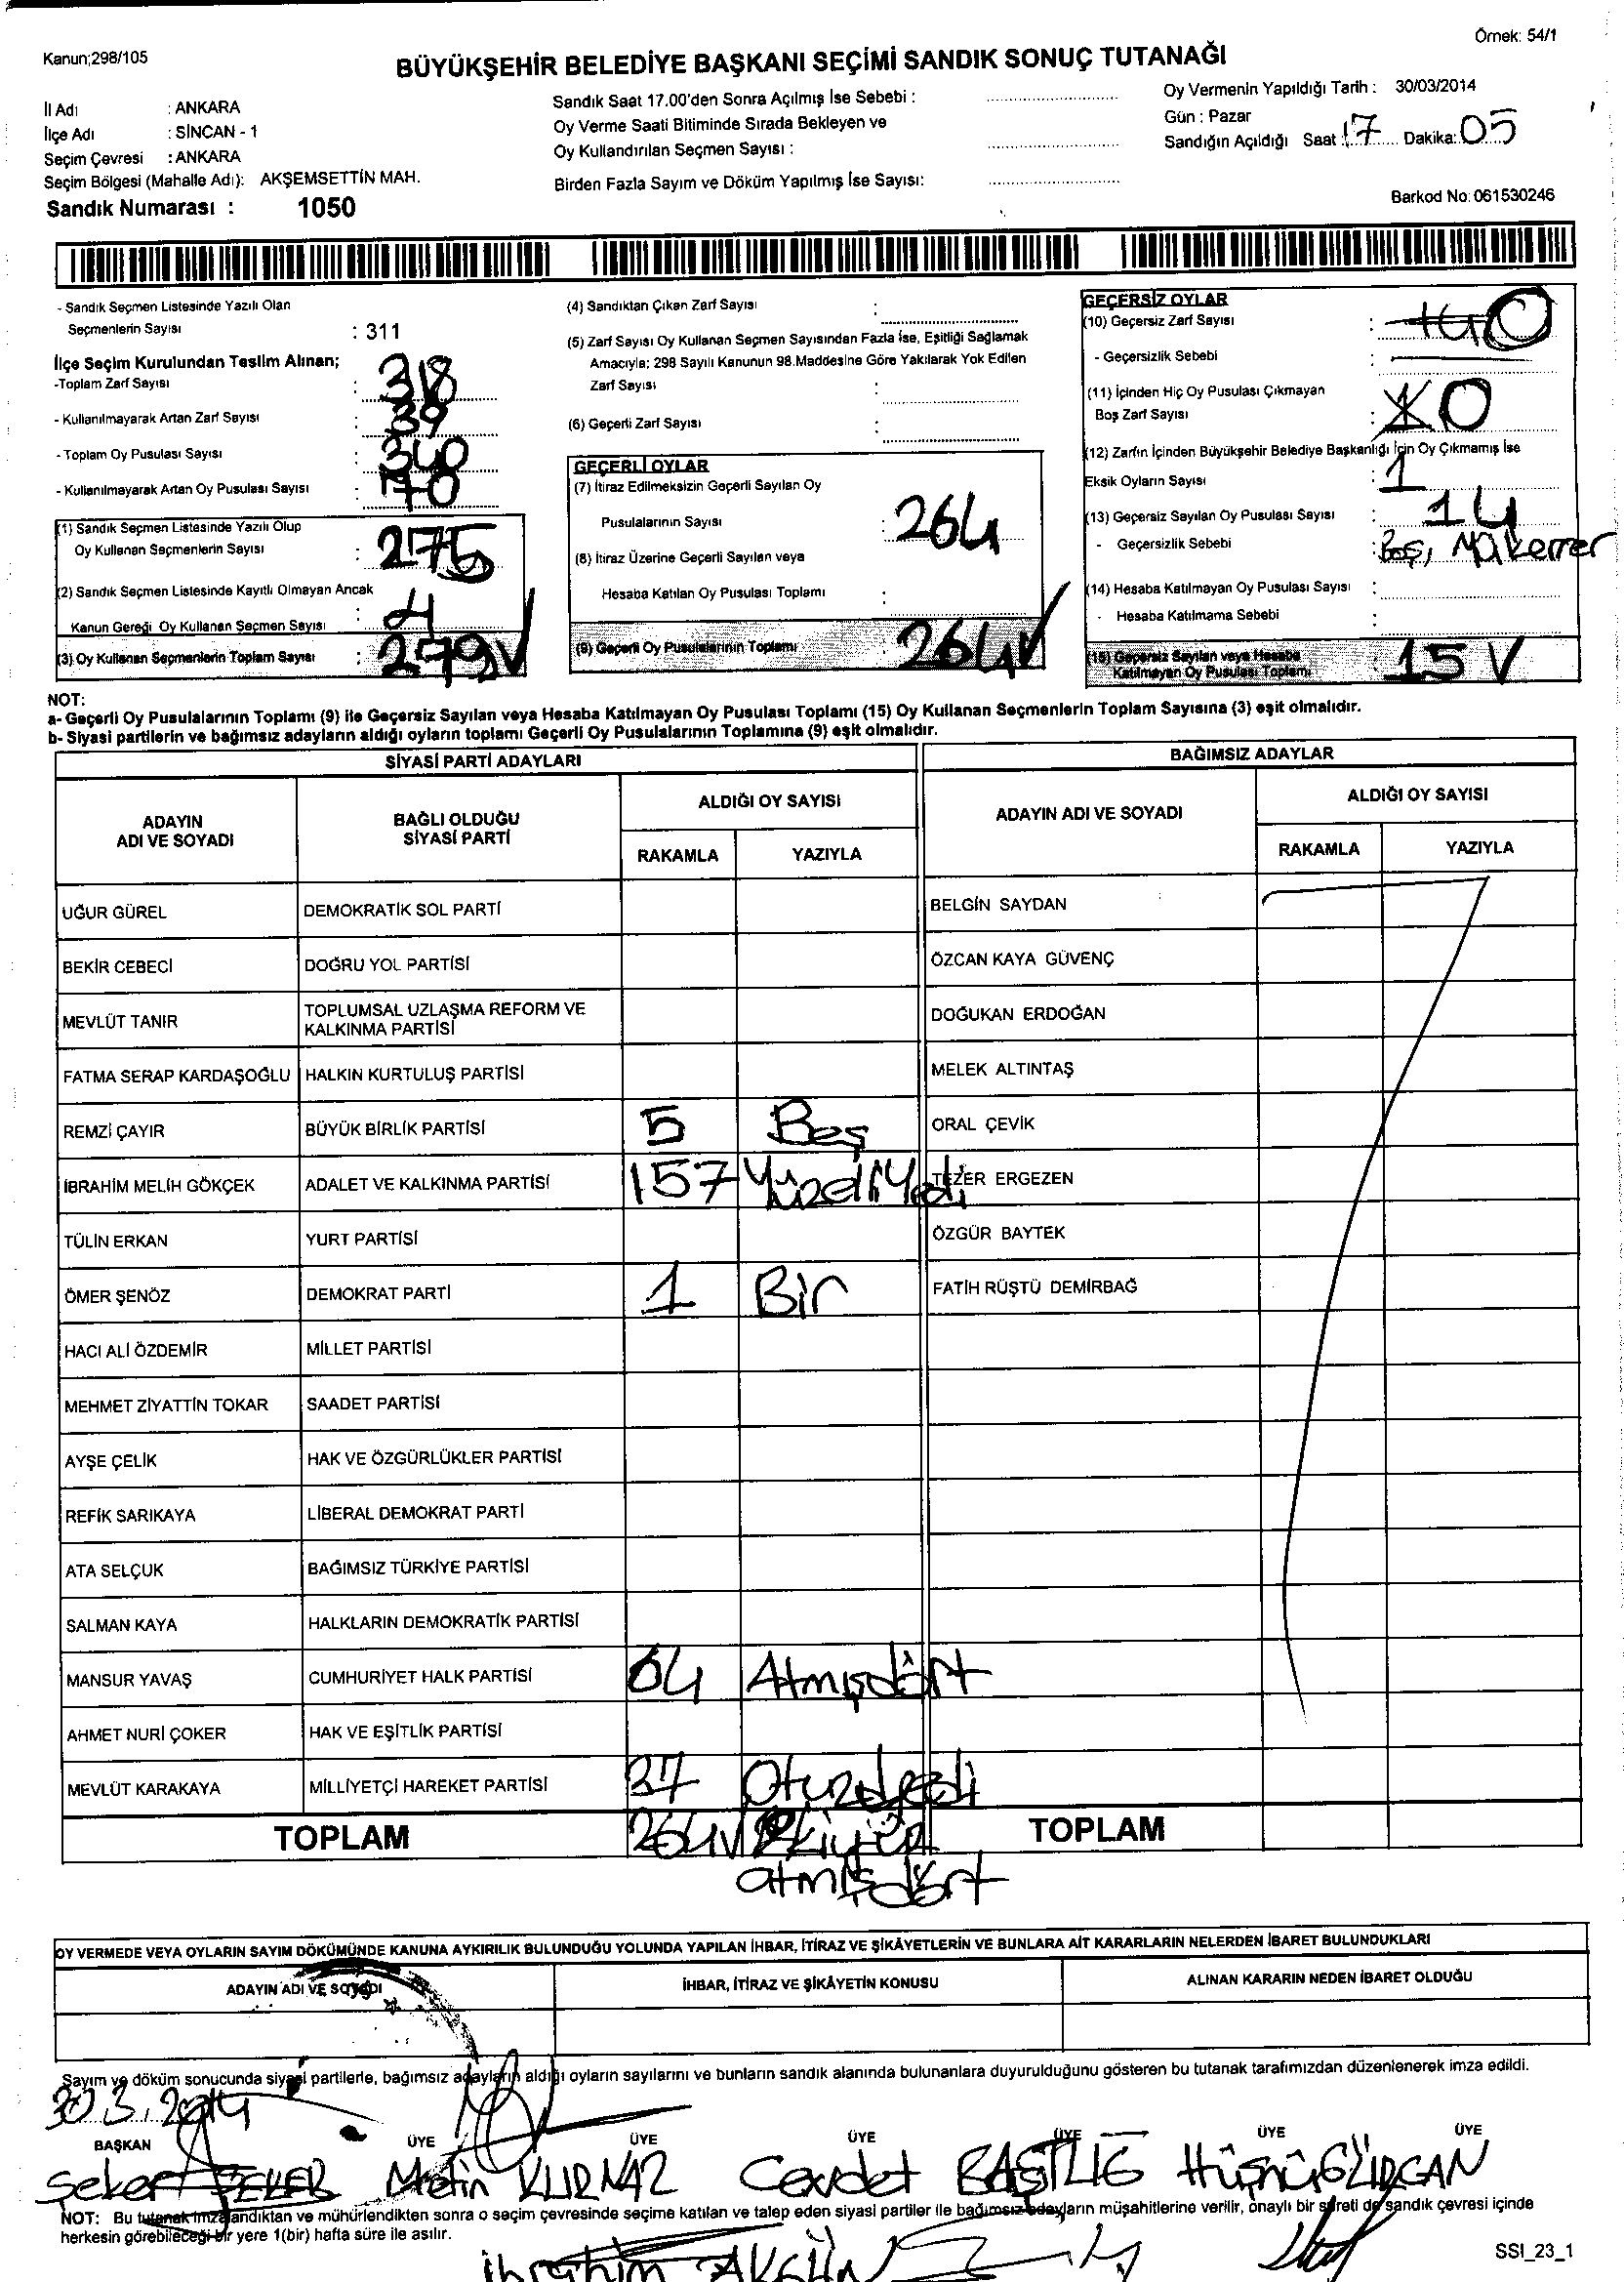 Kanun;298/105
Örnek: 54/1
BÜYÜKŞEHİR BELEDİYE BAŞKANI SEÇİMİ SANDIK SONUÇ TUTANAĞI
İl Adı : ANKARA
İlçe Adı : SİNCAN - 1
Seçim Çevresi : ANKARA
Seçim Bölgesi (Mahalle Adı): AKŞEMSETTİN MAH.
Sandık Numarası : 1050
Sandık Saat 17.00'den Sonra Açılmış İse Sebebi :
Oy Verme Saati Bitiminde Sırada Bekleyen ve
Oy Kullandırılan Seçmen Sayısı :
Birden Fazla Sayım ve Döküm Yapılmış İse Sayısı:
Oy Vermenin Yapıldığı Tarih : 30/03/2014
Gün : Pazar
Sandığın Açıldığı Saat : 17 Dakika: 05
Barkod No: 061530246
- Sandık Seçmen Listesinde Yazılı Olan
Seçmenlerin Sayısı : 311
İlçe Seçim Kurulundan Teslim Alınan;
-Toplam Zarf Sayısı : 318
- Kullanılmayarak Artan Zarf Sayısı : 39
- Toplam Oy Pusulası Sayısı : 340
- Kullanılmayarak Artan Oy Pusulası Sayısı :
(1) Sandık Seçmen Listesinde Yazılı Olup
Oy Kullanan Seçmenlerin Sayısı : 275
(2) Sandık Seçmen Listesinde Kayıtlı Olmayan Ancak
Kanun Gereği Oy Kullanan Seçmen Sayısı : 4
(3) Oy Kullanan Seçmenlerin Toplam Sayısı : 279
(4) Sandıktan Çıkan Zarf Sayısı :
(5) Zarf Sayısı Oy Kullanan Seçmen Sayısından Fazla İse, Eşitliği Sağlamak
Amacıyla; 298 Sayılı Kanunun 98.Maddesine Göre Yakılarak Yok Edilen
Zarf Sayısı :
(6) Geçerli Zarf Sayısı :
GEÇERLİ OYLAR
(7) İtiraz Edilmeksizin Geçerli Sayılan Oy
Pusulalarının Sayısı : 264
(8) İtiraz Üzerine Geçerli Sayılan veya
Hesaba Katılan Oy Pusulası Toplamı :
(9) Geçerli Oy Pusulalarının Toplamı 264
GEÇERSİZ OYLAR
(10) Geçersiz Zarf Sayısı : 0
- Geçersizlik Sebebi :
(11) İçinden Hiç Oy Pusulası Çıkmayan
Boş Zarf Sayısı : 0
(12) Zarfın İçinden Büyükşehir Belediye Başkanlığı İçin Oy Çıkmamış İse
Eksik Oyların Sayısı : 1
(13) Geçersiz Sayılan Oy Pusulası Sayısı : 14
- Geçersizlik Sebebi : Boş, Mükerrer
(14) Hesaba Katılmayan Oy Pusulası Sayısı :
- Hesaba Katılmama Sebebi :
(15) Geçersiz Sayılan veya Hesaba
Katılmayan Oy Pusulası Toplamı : 15
NOT:
a- Geçerli Oy Pusulalarının Toplamı (9) ile Geçersiz Sayılan veya Hesaba Katılmayan Oy Pusulası Toplamı (15) Oy Kullanan Seçmenlerin Toplam Sayısına (3) eşit olmalıdır.
b- Siyasi partilerin ve bağımsız adayların aldığı oyların toplamı Geçerli Oy Pusulalarının Toplamına (9) eşit olmalıdır.
SİYASİ PARTİ ADAYLARI
BAĞIMSIZ ADAYLAR
ADAYIN
ADI VE SOYADI
BAĞLI OLDUĞU
SİYASİ PARTİ
ALDIĞI OY SAYISI
RAKAMLA YAZIYLA
ADAYIN ADI VE SOYADI
ALDIĞI OY SAYISI
RAKAMLA YAZIYLA
UĞUR GÜREL DEMOKRATİK SOL PARTİ BELGİN SAYDAN
BEKİR CEBECİ DOĞRU YOL PARTİSİ ÖZCAN KAYA GÜVENÇ
MEVLÜT TANIR TOPLUMSAL UZLAŞMA REFORM VE KALKINMA PARTİSİ DOĞUKAN ERDOĞAN
FATMA SERAP KARDAŞOĞLU HALKIN KURTULUŞ PARTİSİ MELEK ALTINTAŞ
REMZİ ÇAYIR BÜYÜK BİRLİK PARTİSİ 5 Beş ORAL ÇEVİK
İBRAHİM MELİH GÖKÇEK ADALET VE KALKINMA PARTİSİ 157 Yüzelliyedi TEZER ERGEZEN
TÜLİN ERKAN YURT PARTİSİ ÖZGÜR BAYTEK
ÖMER ŞENÖZ DEMOKRAT PARTİ 1 Bir FATİH RÜŞTÜ DEMİRBAĞ
HACI ALİ ÖZDEMİR MİLLET PARTİSİ
MEHMET ZİYATTİN TOKAR SAADET PARTİSİ
AYŞE ÇELİK HAK VE ÖZGÜRLÜKLER PARTİSİ
REFİK SARIKAYA LİBERAL DEMOKRAT PARTİ
ATA SELÇUK BAĞIMSIZ TÜRKİYE PARTİSİ
SALMAN KAYA HALKLARIN DEMOKRATİK PARTİSİ
MANSUR YAVAŞ CUMHURİYET HALK PARTİSİ 64 Atmışdört
AHMET NURİ ÇOKER HAK VE EŞİTLİK PARTİSİ
MEVLÜT KARAKAYA MİLLİYETÇİ HAREKET PARTİSİ 37 Otuzyedi
TOPLAM 264 İkiyüz TOPLAM
atmışdört
OY VERMEDE VEYA OYLARIN SAYIM DÖKÜMÜNDE KANUNA AYKIRILIK BULUNDUĞU YOLUNDA YAPILAN İHBAR, İTİRAZ VE ŞİKÂYETLERİN VE BUNLARA AİT KARARLARIN NELERDEN İBARET BULUNDUKLARI
ADAYIN ADI VE SOYADI İHBAR, İTİRAZ VE ŞİKÂYETİN KONUSU ALINAN KARARIN NEDEN İBARET OLDUĞU
Sayım ve döküm sonucunda siyasi partilerle, bağımsız adayların aldığı oyların sayılarını ve bunların sandık alanında bulunanlara duyurulduğunu gösteren bu tutanak tarafımızdan düzenlenerek imza edildi.
30.3.2014
BAŞKAN ÜYE ÜYE ÜYE ÜYE ÜYE ÜYE
Şeker Metin KURNAZ Cevdet BAŞTUĞ Hüsnü GÜRCAN
NOT: Bu tutanak imzalandıktan ve mühürlendikten sonra o seçim çevresinde seçime katılan ve talep eden siyasi partiler ile bağımsız adayların müşahitlerine verilir, onaylı bir sureti de sandık çevresi içinde
herkesin görebileceği bir yere 1(bir) hafta süre ile asılır.
İbrahim AKGÜN
SSI_23_1